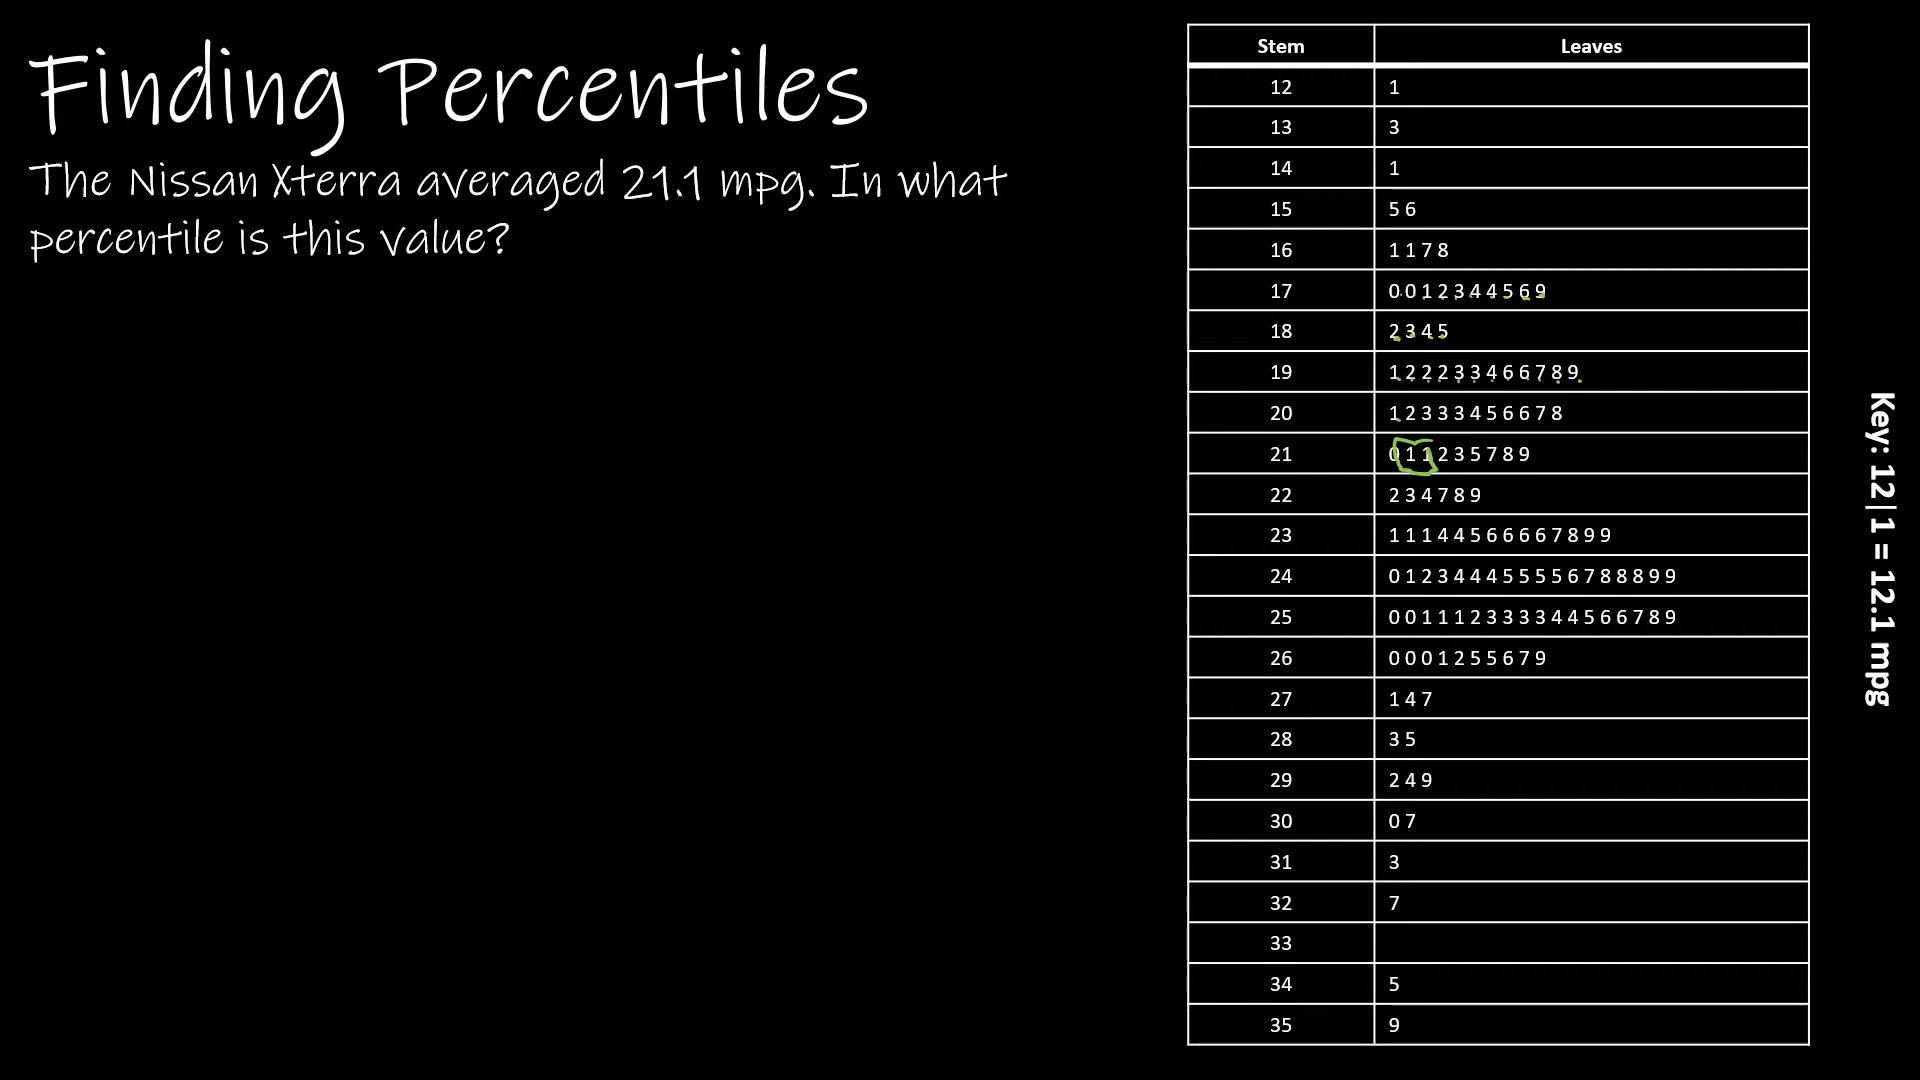 Finding Percentiles
The Nissan Xterra averaged 21.1 mpg. In what
percentile is this value?
Stem Leaves
12 1
13 3
14 1
15 5 6
16 1 1 7 8
17 0 0 1 2 3 4 4 5 6 9
18 2 3 4 5
19 1 2 2 2 3 3 4 6 6 7 8 9
20 1 2 3 3 3 4 5 6 6 7 8
21 0 1 1 2 3 5 7 8 9
22 2 3 4 7 8 9
23 1 1 1 4 4 5 6 6 6 6 7 8 9 9
24 0 1 2 3 4 4 4 5 5 5 5 6 7 8 8 8 9 9
25 0 0 1 1 1 2 3 3 3 3 4 4 5 6 6 7 8 9
26 0 0 0 1 2 5 5 6 7 9
27 1 4 7
28 3 5
29 2 4 9
30 0 7
31 3
32 7
33
34 5
35 9
Key: 12|1 = 12.1 mpg